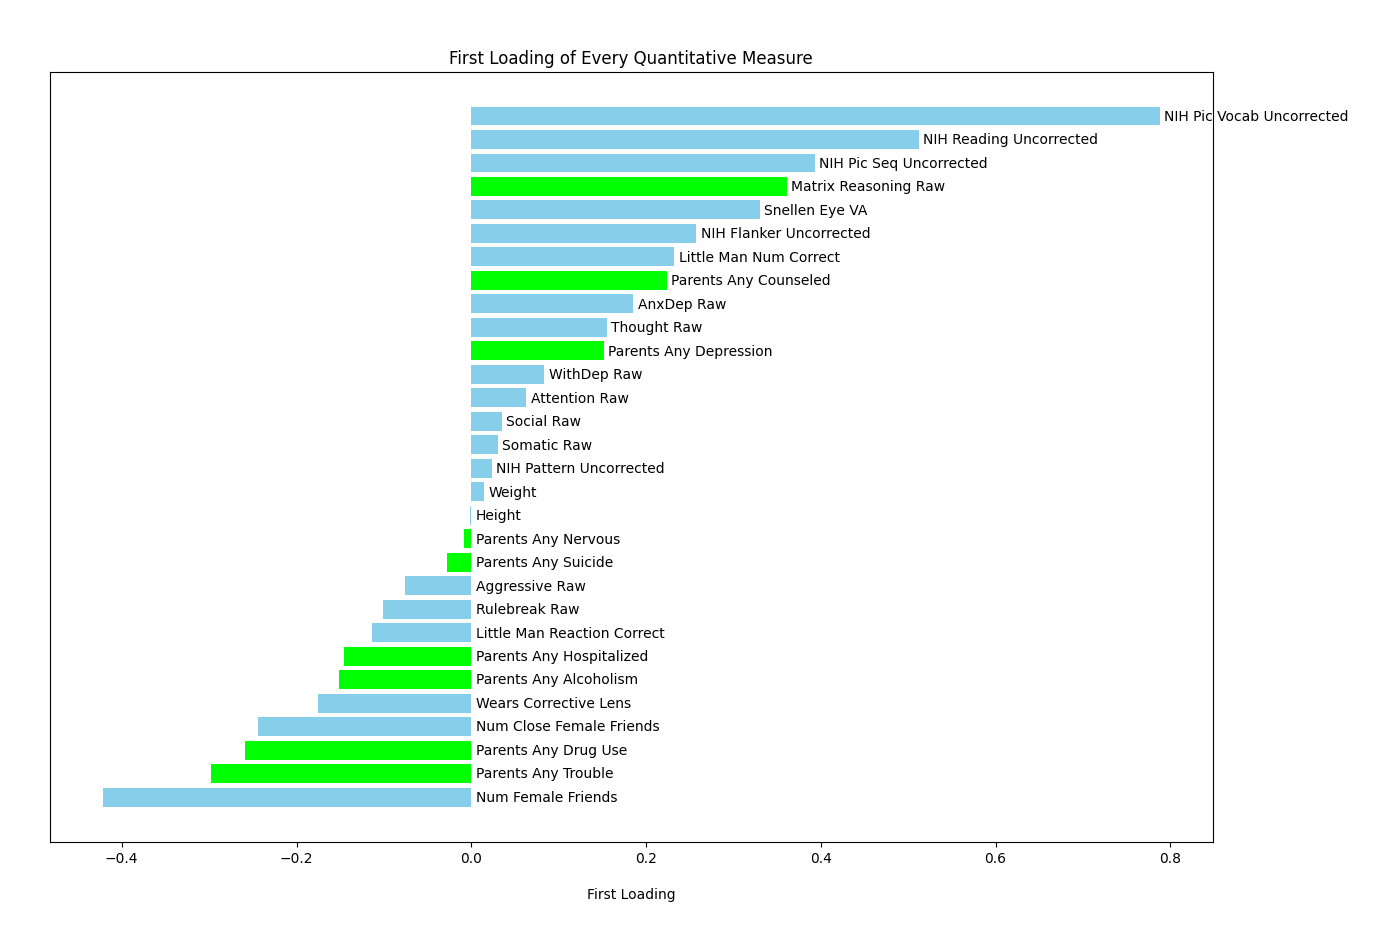 First Loading of Every Quantitative Measure
NIH Pic Vocab Uncorrected
NIH Reading Uncorrected
NIH Pic Seq Uncorrected
Matrix Reasoning Raw
Snellen Eye VA
NIH Flanker Uncorrected
Little Man Num Correct
Parents Any Counseled
AnxDep Raw
Thought Raw
Parents Any Depression
WithDep Raw
Attention Raw
Social Raw
Somatic Raw
NIH Pattern Uncorrected
Weight
Height
Parents Any Nervous
Parents Any Suicide
Aggressive Raw
Rulebreak Raw
Little Man Reaction Correct
Parents Any Hospitalized
Parents Any Alcoholism
Wears Corrective Lens
Num Close Female Friends
Parents Any Drug Use
Parents Any Trouble
Num Female Friends
−0.4 −0.2 0.0 0.2 0.4 0.6 0.8
First Loading